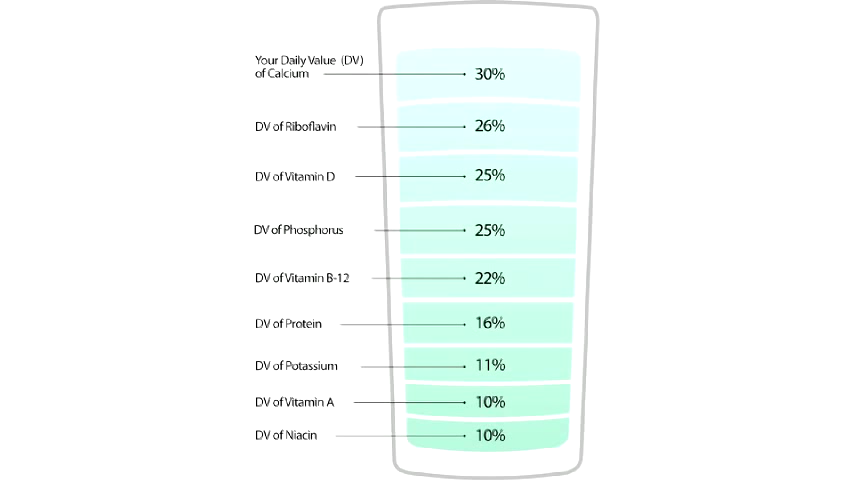 Your Daily Value (DV)
of Calcium
30%
DV of Riboflavin
26%
DV of Vitamin D
25%
DV of Phosphorus
25%
DV of Vitamin B-12
22%
DV of Protein
16%
DV of Potassium
11%
DV of Vitamin A
10%
DV of Niacin
10%